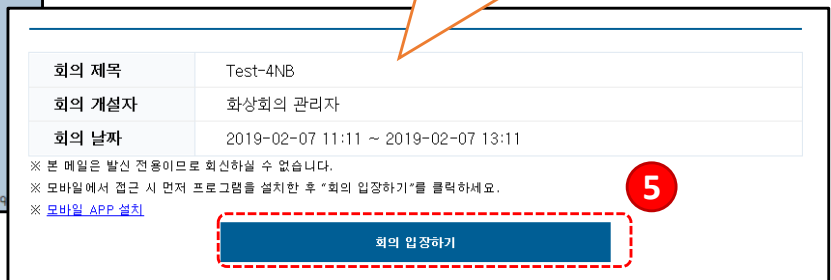 회의 제목 Test-4NB
회의 개설자 화상회의 관리자
회의 날짜 2019-02-07 11:11 ~ 2019-02-07 13:11
※ 본 메일은 발신 전용이므로 회신하실 수 없습니다.
※ 모바일에서 접근 시 먼저 프로그램을 설치한 후 "회의 입장하기"를 클릭하세요.
※ 모바일 APP 설치
5
회의 입장하기